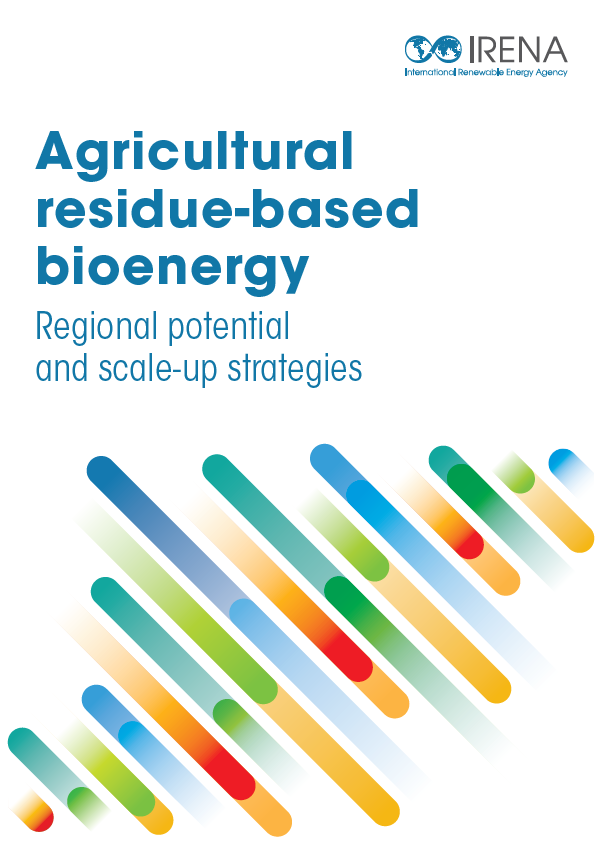 IRENA
International Renewable Energy Agency
Agricultural
residue-based
bioenergy
Regional potential
and scale-up strategies